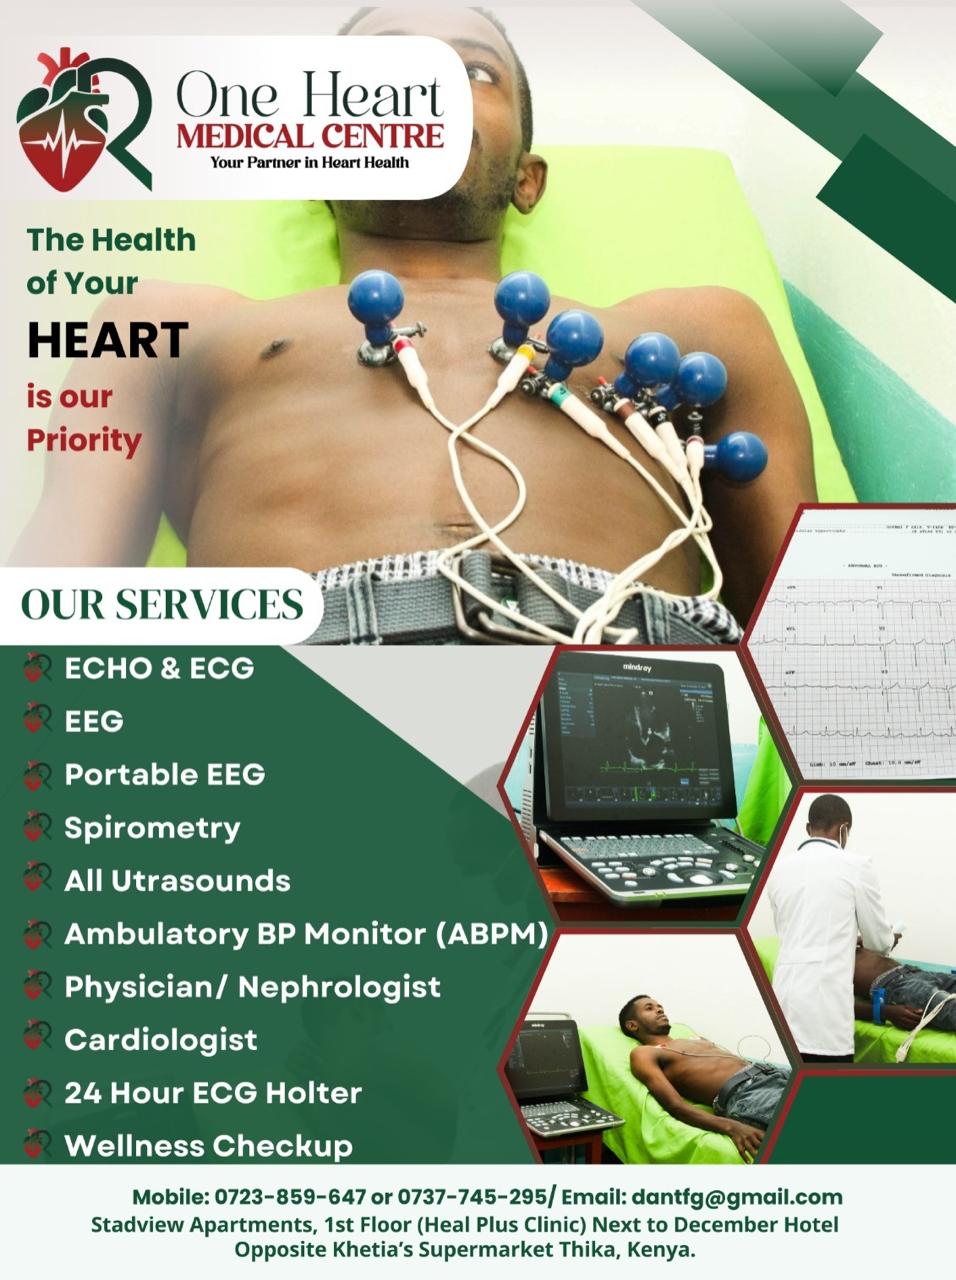 One Heart
MEDICAL CENTRE
Your Partner in Heart Health
The Health
of Your
HEART
is our
Priority
OUR SERVICES
ECHO & ECG
EEG
Portable EEG
Spirometry
All Utrasounds
Ambulatory BP Monitor (ABPM)
Physician/ Nephrologist
Cardiologist
24 Hour ECG Holter
Wellness Checkup
mindray
Mobile: 0723-859-647 or 0737-745-295/ Email: dantfg@gmail.com
Stadview Apartments, 1st Floor (Heal Plus Clinic) Next to December Hotel
Opposite Khetia's Supermarket Thika, Kenya.